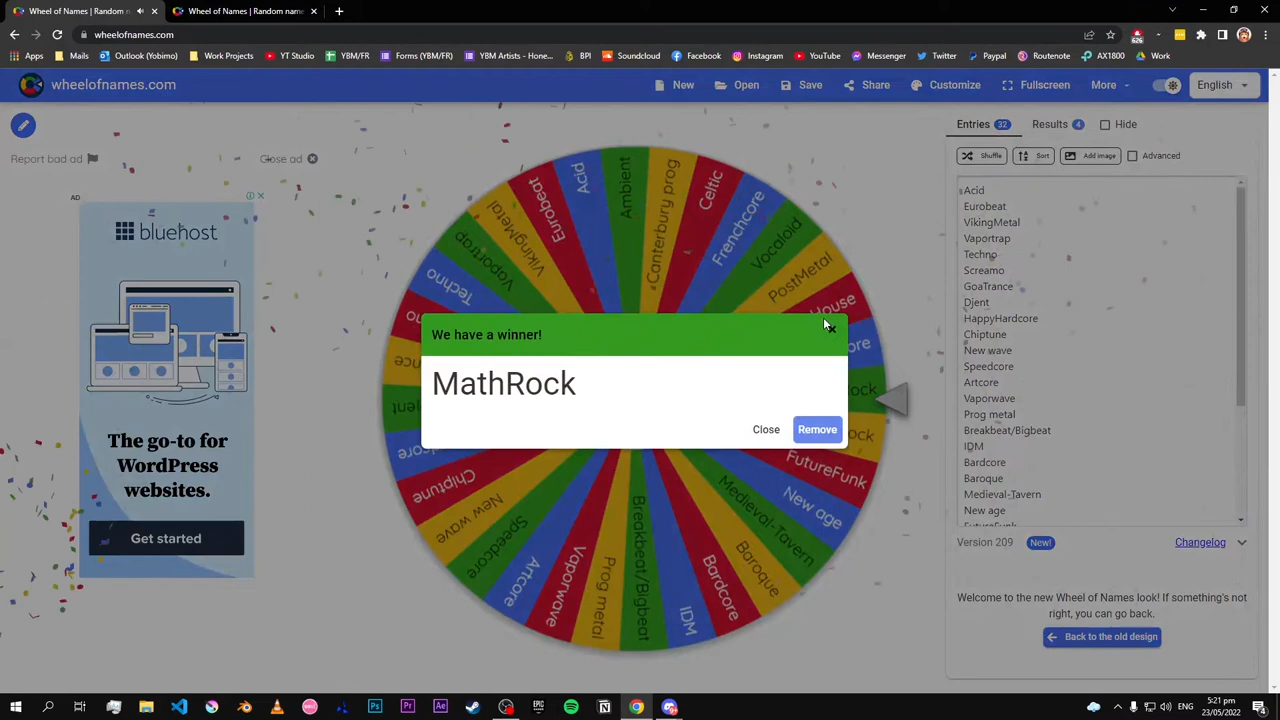 Wheel of Names | Random n
Wheel of Names | Random name
wheelofnames.com
Apps
Mails
Outlook (Yobimo)
Work Projects
YT Studio
YBM/FR
Forms (YBM/FR)
YBM Artists - Hone...
BPI
Soundcloud
Facebook
Instagram
YouTube
Messenger
Twitter
Paypal
Routenote
AX1800
Work
wheelofnames.com
New
Open
Save
Share
Customize
Fullscreen
More
English
Report bad ad
Close ad
AD
bluehost
The go-to for
WordPress
websites.
Get started
Techno
Vaportrap
VikingMetal
Eurobeat
Acid
Ambient
Canterbury prog
Celtic
Frenchcore
Vocaloid
PostMetal
House
ore
ock
ock
FutureFunk
New age
Medieval-Tavern
Baroque
Bardcore
IDM
Breakbeat/Bigbeat
Prog metal
Vaporwave
Artcore
Speedcore
New wave
Chiptune
We have a winner!
MathRock
Close
Remove
Entries 32
Results 4
Hide
Shuffle
Sort
Add image
Advanced
Acid
Eurobeat
VikingMetal
Vaportrap
Techno
Screamo
GoaTrance
Djent
HappyHardcore
Chiptune
New wave
Speedcore
Artcore
Vaporwave
Prog metal
Breakbeat/Bigbeat
IDM
Bardcore
Baroque
Medieval-Tavern
New age
FutureFunk
Version 209
New!
Changelog
Welcome to the new Wheel of Names look! If something's not
right, you can go back.
Back to the old design
ENG
5:21 pm
23/05/2022